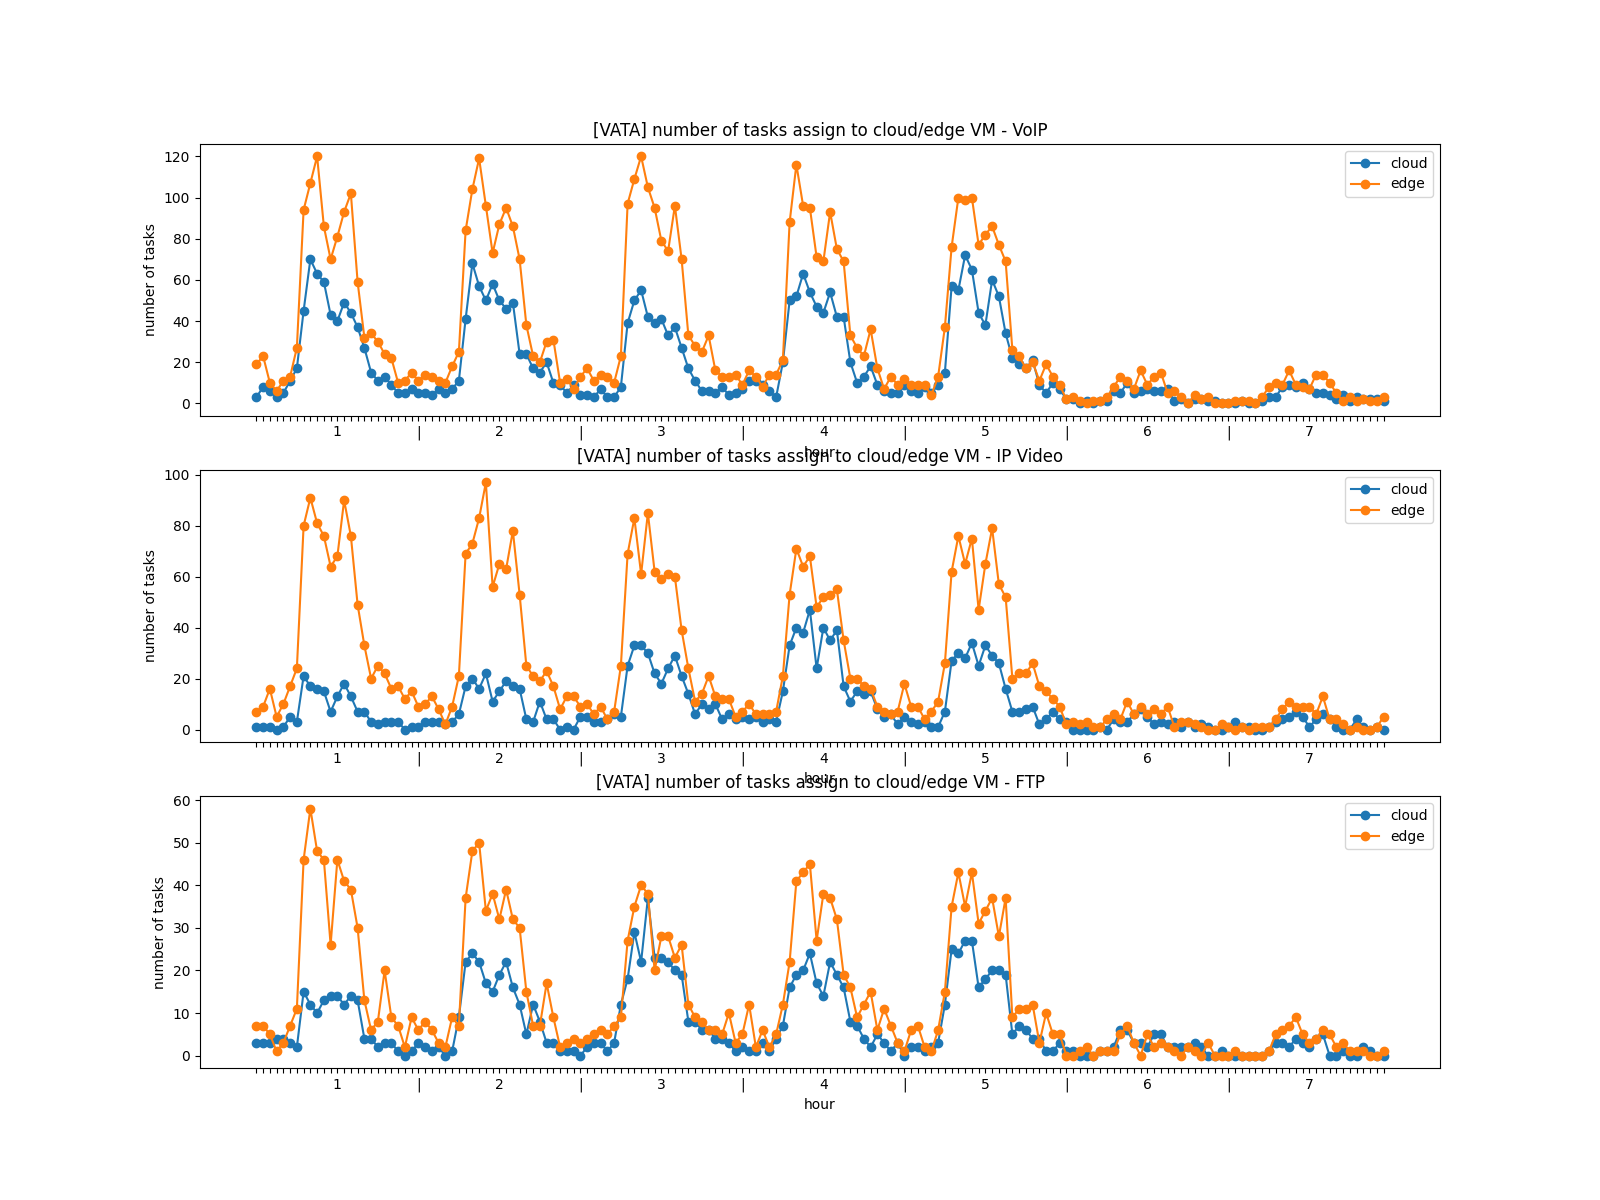 [VATA] number of tasks assign to cloud/edge VM - VoIP
number of tasks
120
100
80
60
40
20
0
cloud
edge
1 | 2 | 3 | 4 | 5 | 6 | 7
hour
[VATA] number of tasks assign to cloud/edge VM - IP Video
number of tasks
100
80
60
40
20
0
cloud
edge
1 | 2 | 3 | 4 | 5 | 6 | 7
hour
[VATA] number of tasks assign to cloud/edge VM - FTP
number of tasks
60
50
40
30
20
10
0
cloud
edge
1 | 2 | 3 | 4 | 5 | 6 | 7
hour